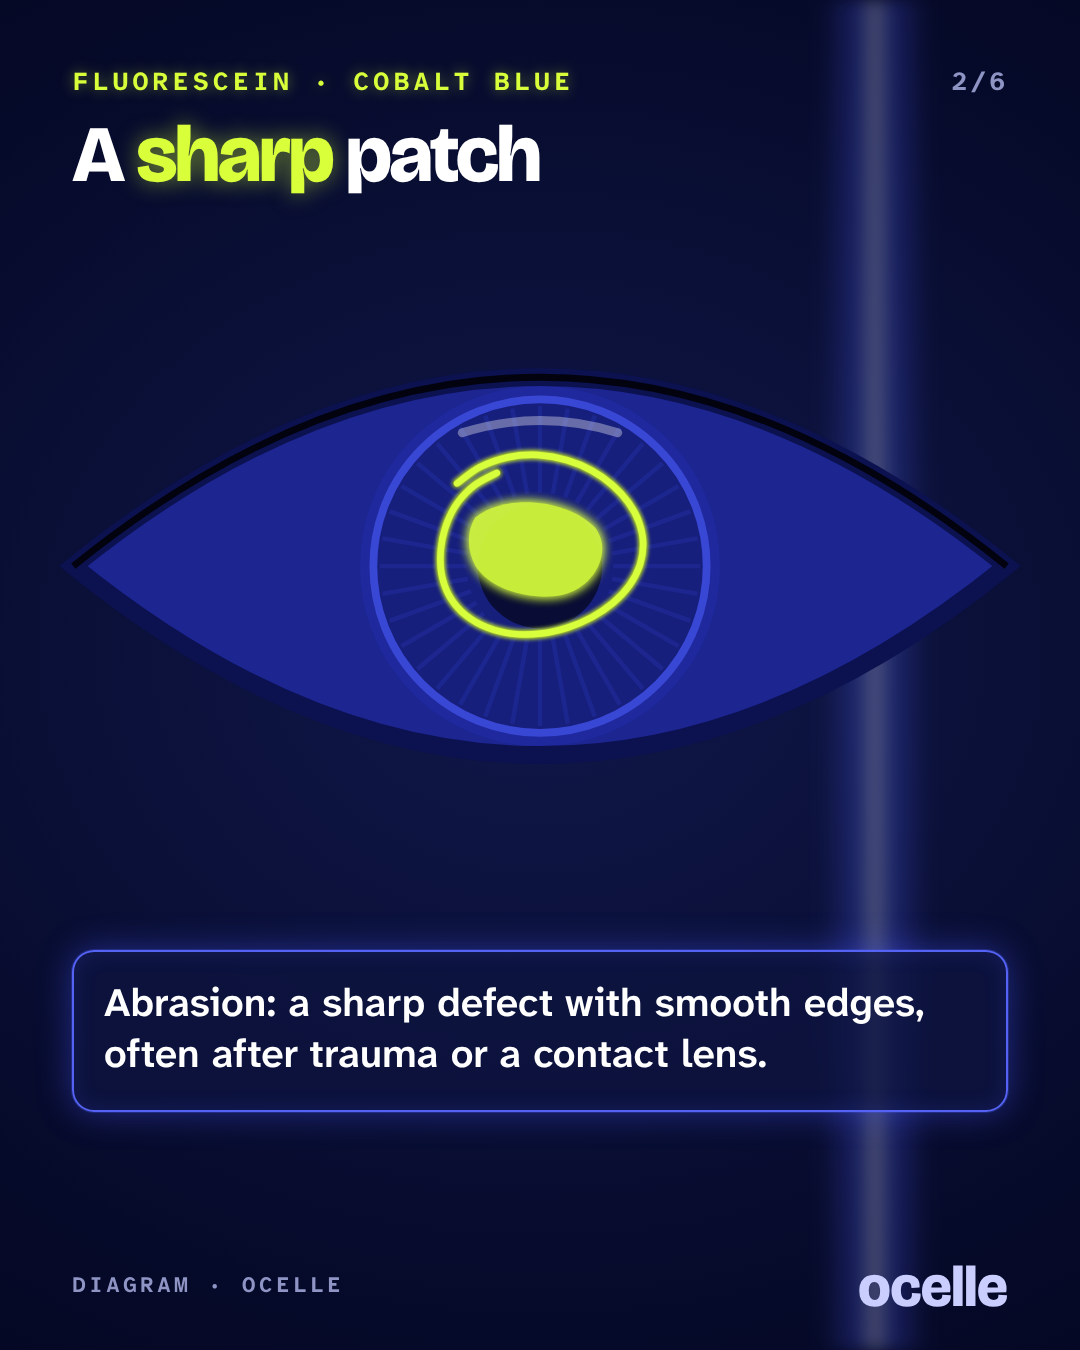 FLUORESCEIN · COBALT BLUE
2/6
A sharp patch
Abrasion: a sharp defect with smooth edges,
often after trauma or a contact lens.
DIAGRAM · OCELLE
ocelle